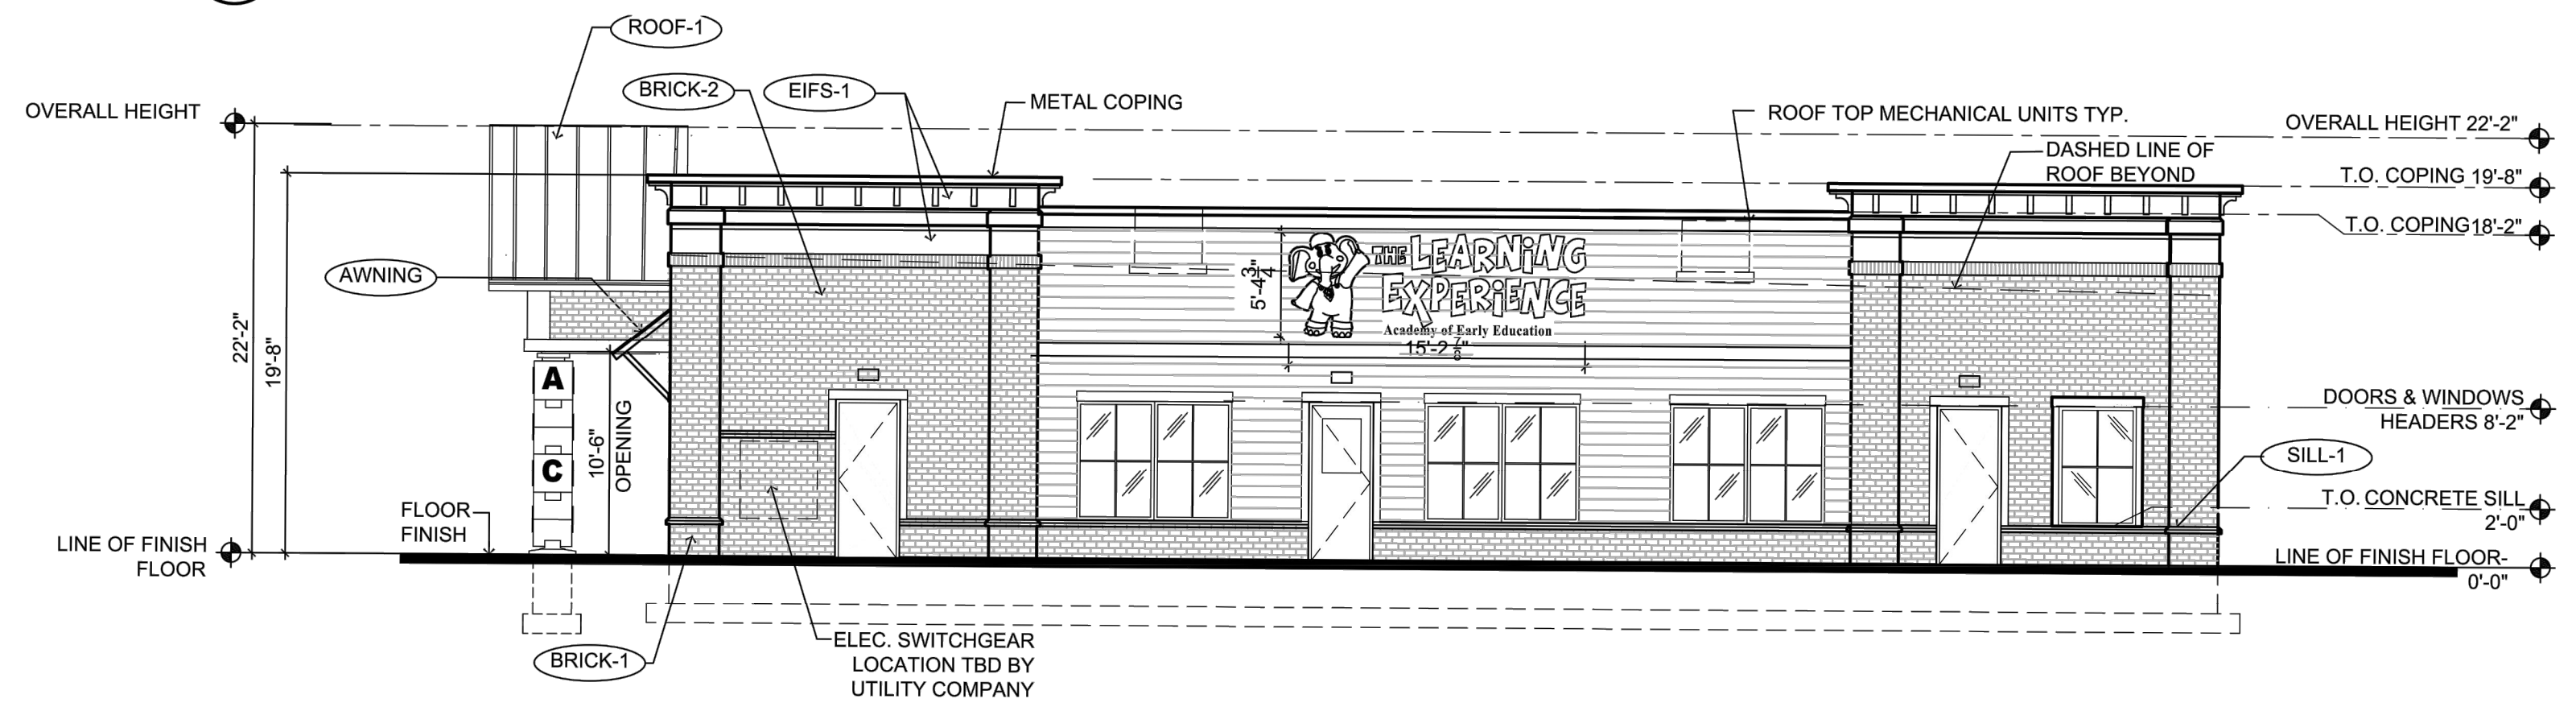 ROOF-1
BRICK-2
EIFS-1
METAL COPING
OVERALL HEIGHT
ROOF TOP MECHANICAL UNITS TYP.
OVERALL HEIGHT 22'-2"
DASHED LINE OF
ROOF BEYOND
T.O. COPING 19'-8"
T.O. COPING 18'-2"
AWNING
THE LEARNING
EXPERIENCE
Academy of Early Education
5'-4 3/4"
15'-2 7/8"
22'-2"
19'-8"
A
C
10'-6"
OPENING
DOORS & WINDOWS
HEADERS 8'-2"
SILL-1
T.O. CONCRETE SILL
2'-0"
FLOOR
FINISH
LINE OF FINISH
FLOOR
LINE OF FINISH FLOOR-
0'-0"
ELEC. SWITCHGEAR
LOCATION TBD BY
UTILITY COMPANY
BRICK-1